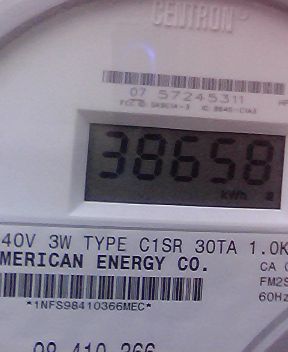 CENTRON
07 57245311
38658
kWh
40V 3W TYPE C1SR 30TA 1.0K
MERICAN ENERGY CO.
CA
FM2S
60Hz
*1NFS98410366MEC*
98 410 366